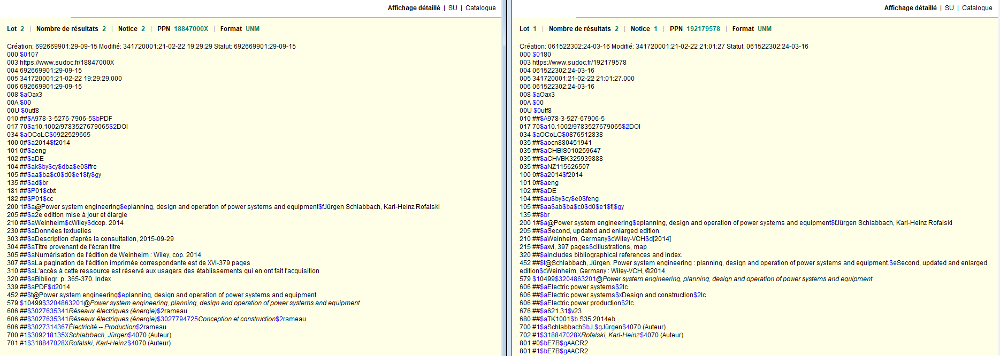 Affichage détaillé | SU | Catalogue
Lot 2 | Nombre de résultats 2 | Notice 2 | PPN 18847000X | Format UNM
Création: 692669901:29-09-15 Modifié: 341720001:21-02-22 19:29:29 Statut: 692669901:29-09-15
000 $0107
003 https://www.sudoc.fr/18847000X
004 692669901:29-09-15
005 341720001:21-02-22 19:29:29.000
006 692669901:29-09-15
008 $aOax3
00A $00
00U $0utf8
010 ##$A978-3-5276-7906-5$bPDF
017 70$a10.1002/9783527679065$2DOI
034 $aOCoLC$0922529665
100 0#$a2014$f2014
101 0#$aeng
102 ##$aDE
104 ##$ak$by$cy$dba$e0$ffre
105 ##$aa$ba$c0$d0$e1$fy$gy
135 ##$ad$br
181 ##$P01$ctxt
182 ##$P01$cc
200 1#$a@Power system engineering$eplanning, design and operation of power systems and equipment$fJürgen Schlabbach, Karl-Heinz Rofalski
205 ##$a2e edition mise à jour et élargie
210 ##$aWeinheim$cWiley$dcop. 2014
230 ##$aDonnées textuelles
303 ##$aDescription d'après la consultation, 2015-09-29
304 ##$aTitre provenant de l'écran titre
305 ##$aNumérisation de l'édition de Weinheim : Wiley, cop. 2014
307 ##$aLa pagination de l'édition imprimée correspondante est de XVI-379 pages
310 ##$aL'accès à cette ressource est réservé aux usagers des établissements qui en ont fait l'acquisition
320 ##$aBibliogr. p. 365-370. Index
339 ##$aPDF$d2014
452 ##$t@Power system engineering$eplanning, design and operation of power systems and equipment
579 $10499$3204863201@Power system engineering, planning, design and operation of power systems and equipment
606 ##$3027635341Réseaux électriques (énergie)$2rameau
606 ##$3027635341Réseaux électriques (énergie)$3027794725Conception et construction$2rameau
606 ##$3027314367Électricité -- Production$2rameau
700 #1$309218135XSchlabbach, Jürgen$4070 (Auteur)
701 #1$318847028XRofalski, Karl-Heinz$4070 (Auteur)
Affichage détaillé | SU | Catalogue
Lot 1 | Nombre de résultats 2 | Notice 1 | PPN 192179578 | Format UNM
Création: 061522302:24-03-16 Modifié: 341720001:21-02-22 21:01:27 Statut: 061522302:24-03-16
000 $0180
003 https://www.sudoc.fr/192179578
004 061522302:24-03-16
005 341720001:21-02-22 21:01:27.000
006 061522302:24-03-16
008 $aOax3
00A $00
00U $0utf8
010 ##$A978-3-527-67906-5
017 70$a10.1002/9783527679065$2DOI
034 $aOCoLC$0876512838
035 ##$aocn880451941
035 ##$aCHBIS010259647
035 ##$aCHVBK325939888
035 ##$aNZ115626507
100 0#$a2014$f2014
101 0#$aeng
102 ##$aDE
104 ##$au$by$cy$e0$feng
105 ##$aa$ab$ba$c0$d0$e1$f|$gy
135 ##$br
200 1#$a@Power system engineering$eplanning, design and operation of power systems and equipment$fJürgen Schlabbach, Karl-Heinz Rofalski
205 ##$aSecond, updated and enlarged edition.
210 ##$aWeinheim, Germany$cWiley-VCH$d[2014]
215 ##$axvi, 397 pages$cillustrations, map
320 ##$aIncludes bibliographical references and index.
452 ##$t@Schlabbach, Jürgen. Power system engineering : planning, design and operation of power systems and equipment.$eSecond, updated and enlarged
edition$cWeinheim, Germany : Wiley-VCH, ©2014
579 $10499$3204863201@Power system engineering, planning, design and operation of power systems and equipment
606 ##$aElectric power systems$2lc
606 ##$aElectric power systems$xDesign and construction$2lc
606 ##$aElectric power production$2lc
676 ##$a621.31$v23
680 ##$aTK1001$b.S35 2014eb
700 #1$aSchlabbach$bJ.$gJürgen$4070 (Auteur)
702 #1$318847028XRofalski, Karl-Heinz$4070 (Auteur)
801 #0$bE7B$gAACR2
801 #1$bE7B$gAACR2